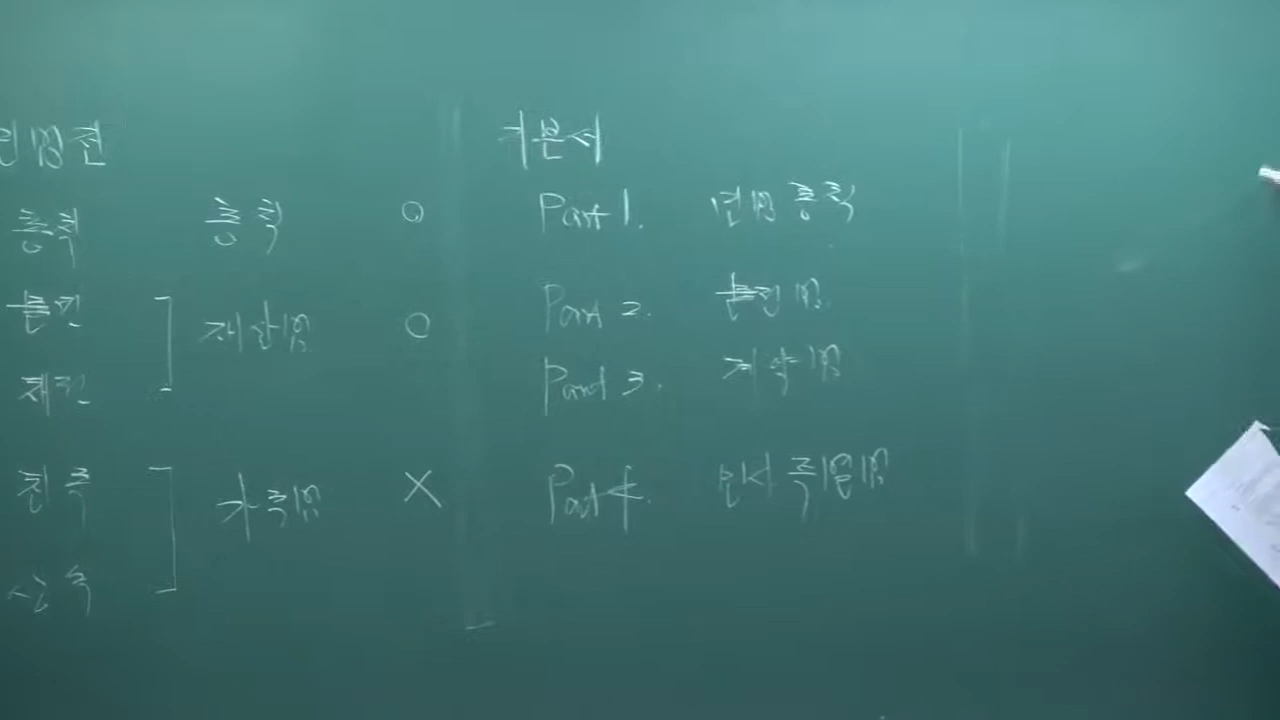 민법전
총칙 총칙 ○
물권
채권
재산법 ○
친족
상속
가족법 ×
기본서
Part 1. 민법총칙
Part 2. 물권법
Part 3. 계약법
Part 4. 민사특별법